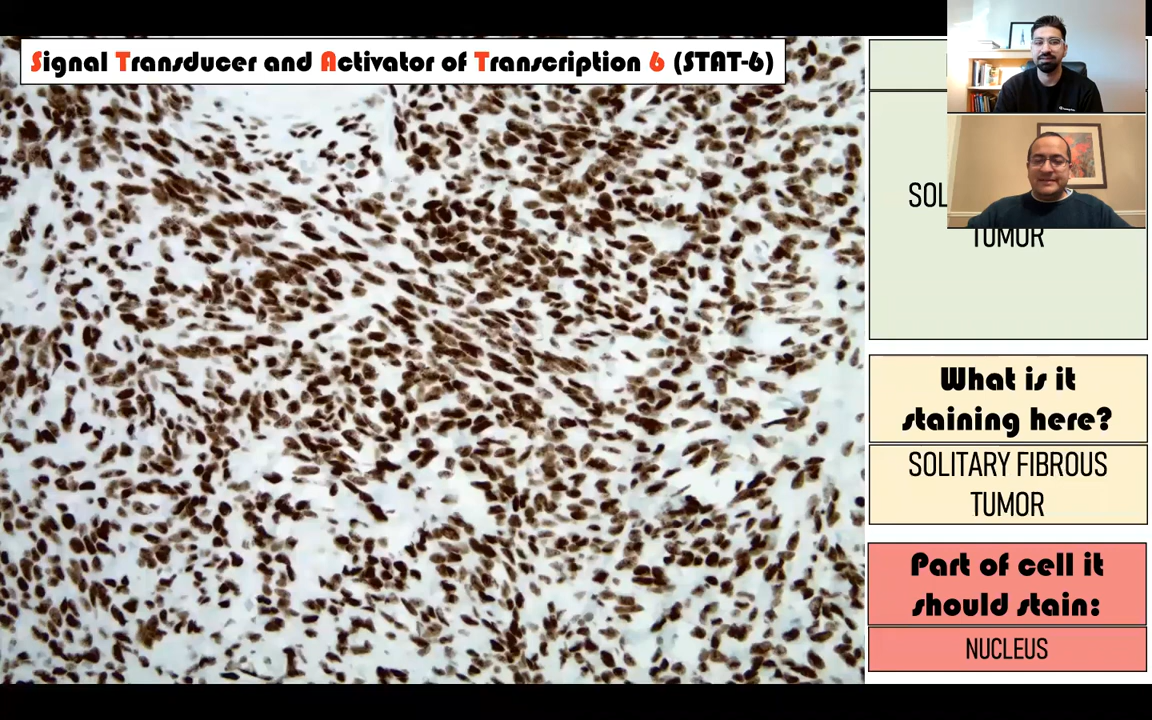 Signal Transducer and Activator of Transcription 6 (STAT-6)
TUMOR
What is it
staining here?
SOLITARY FIBROUS
TUMOR
Part of cell it
should stain:
NUCLEUS